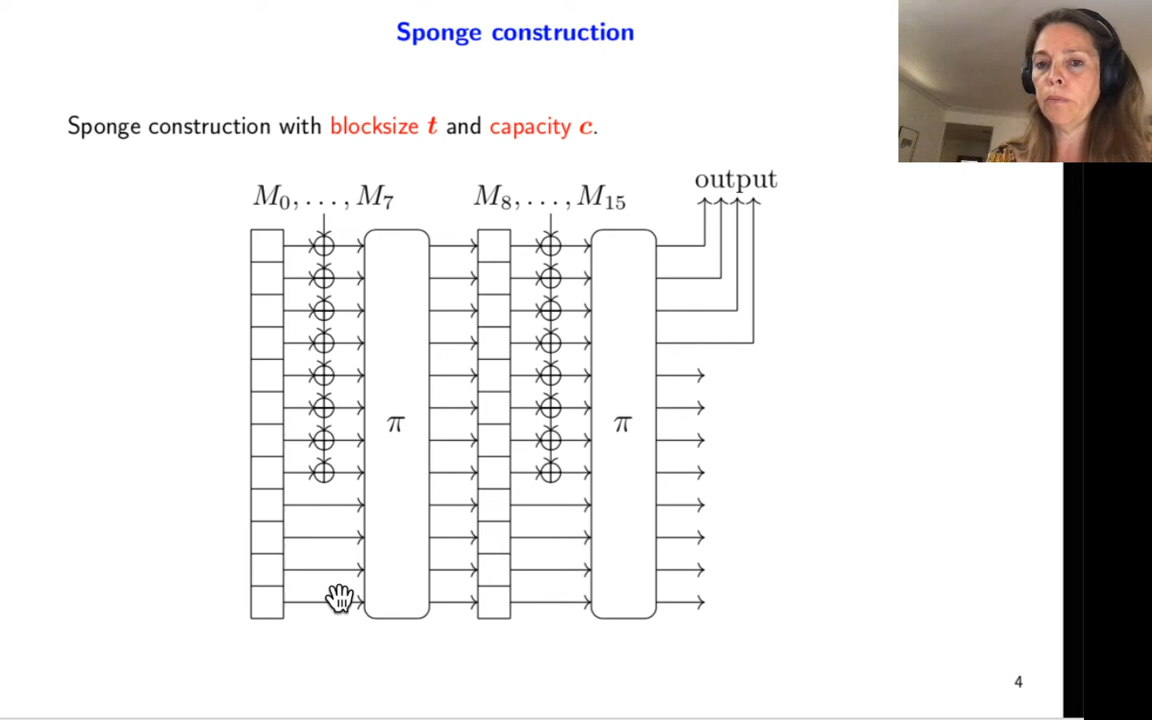 Sponge construction
Sponge construction with blocksize t and capacity c.
output
M₀, . . . , M₇ M₈, . . . , M₁₅
π π
4